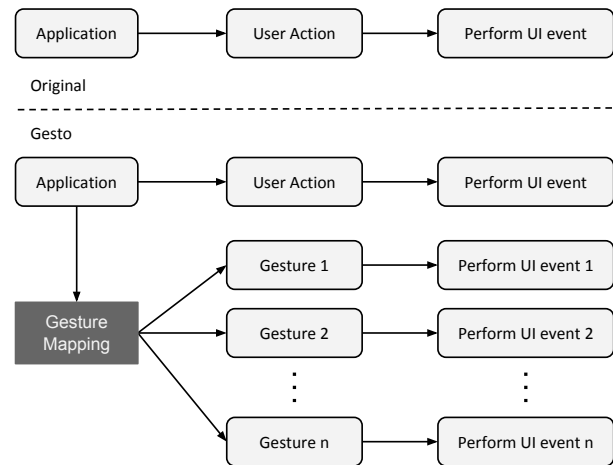 Application
User Action
Perform UI event
Original
Gesto
Application
User Action
Perform UI event
Gesture 1
Perform UI event 1
Gesture
Mapping
Gesture 2
Perform UI event 2
Gesture n
Perform UI event n